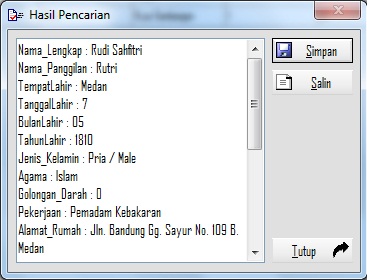 Hasil Pencarian
Nama_Lengkap : Rudi Sahfitri
Nama_Panggilan : Rutri
TempatLahir : Medan
TanggalLahir : 7
BulanLahir : 05
TahunLahir : 1810
Jenis_Kelamin : Pria / Male
Agama : Islam
Golongan_Darah : O
Pekerjaan : Pemadam Kebakaran
Alamat_Rumah : Jln. Bandung Gg. Sayur No. 109 B.
Medan
Simpan
Salin
Tutup